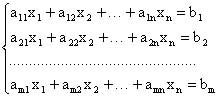 a₁₁x₁+a₁₂x₂+...+a₁ₙxₙ=b₁
a₂₁x₁+a₂₂x₂+...+a₂ₙxₙ=b₂
................................................
aₘ₁x₁+aₘ₂x₂+...+aₘₙxₙ=bₘ